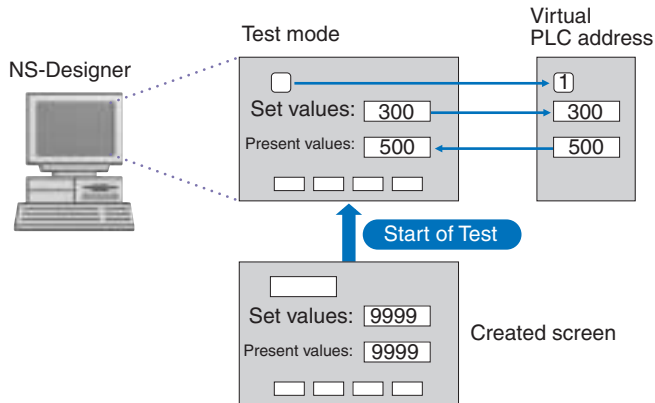 Virtual
PLC address
Test mode
NS-Designer
1
Set values: 300
300
Present values: 500
500
Start of Test
Set values: 9999
Present values: 9999
Created screen